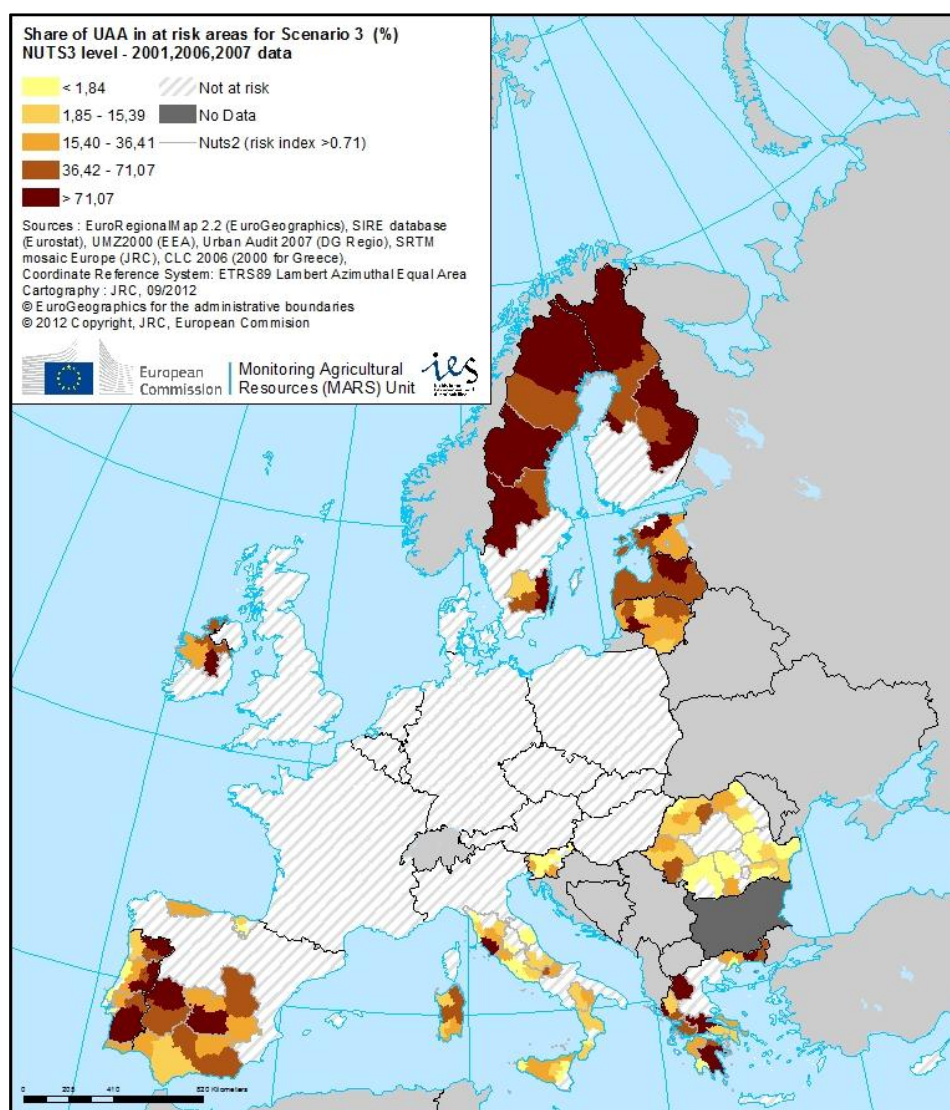 Share of UAA in at risk areas for Scenario 3 (%)
NUTS3 level - 2001,2006,2007 data
< 1,84
Not at risk
1,85 - 15,39
No Data
15,40 - 36,41
Nuts2 (risk index >0.71)
36,42 - 71,07
> 71,07
Sources : EuroRegionalMap 2.2 (EuroGeographics), SIRE database
(Eurostat), UMZ2000 (EEA), Urban Audit 2007 (DG Regio), SRTM
mosaic Europe (JRC), CLC 2006 (2000 for Greece),
Coordinate Reference System: ETRS89 Lambert Azimuthal Equal Area
Cartography : JRC, 09/2012
© EuroGeographics for the administrative boundaries
© 2012 Copyright, JRC, European Commision
European
Commission
Monitoring Agricultural
Resources (MARS) Unit
ies
0 205 410 820 Kilometers